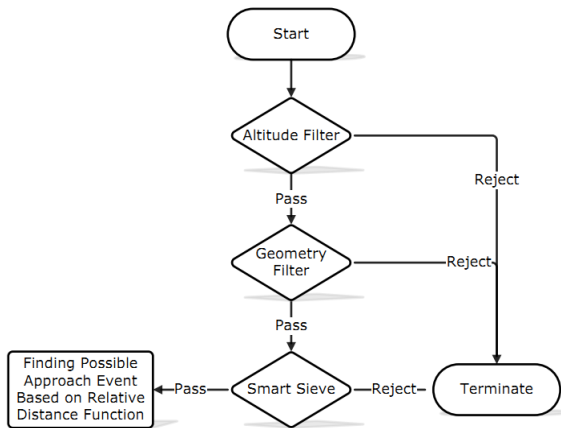 Start
Altitude Filter
Reject
Pass
Geometry
Filter
Reject
Pass
Finding Possible
Approach Event
Based on Relative
Distance Function
Pass
Smart Sieve
Reject
Terminate